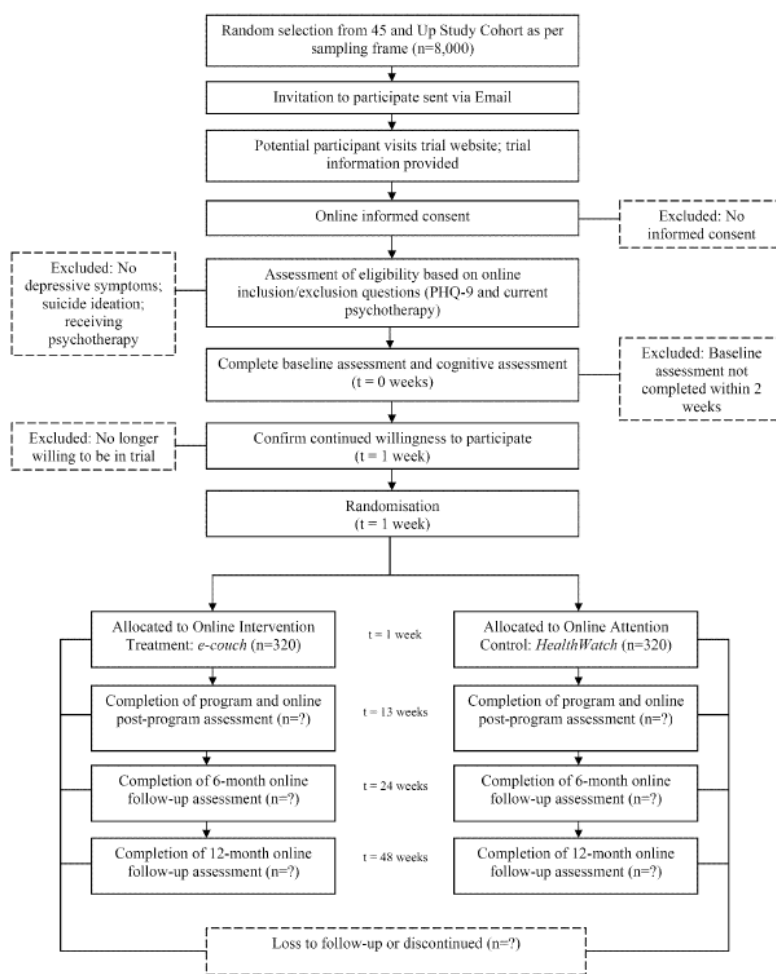 Random selection from 45 and Up Study Cohort as per
sampling frame (n=8,000)
Invitation to participate sent via Email
Potential participant visits trial website; trial
information provided
Online informed consent
Excluded: No
informed consent
Excluded: No
depressive symptoms;
suicide ideation;
receiving
psychotherapy
Assessment of eligibility based on online
inclusion/exclusion questions (PHQ-9 and current
psychotherapy)
Complete baseline assessment and cognitive assessment
(t = 0 weeks)
Excluded: Baseline
assessment not
completed within 2
weeks
Excluded: No longer
willing to be in trial
Confirm continued willingness to participate
(t = 1 week)
Randomisation
(t = 1 week)
Allocated to Online Intervention
Treatment: e-couch (n=320)
t = 1 week
Allocated to Online Attention
Control: HealthWatch (n=320)
Completion of program and online
post-program assessment (n=?)
t = 13 weeks
Completion of program and online
post-program assessment (n=?)
Completion of 6-month online
follow-up assessment (n=?)
t = 24 weeks
Completion of 6-month online
follow-up assessment (n=?)
Completion of 12-month online
follow-up assessment (n=?)
t = 48 weeks
Completion of 12-month online
follow-up assessment (n=?)
Loss to follow-up or discontinued (n=?)